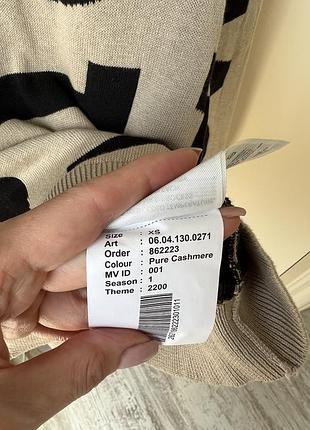 Size : XS
Art : 06.04.130.0271
Order : 862223
Colour : Pure Cashmere
MV ID : 001
Season : 1
Theme : 2200